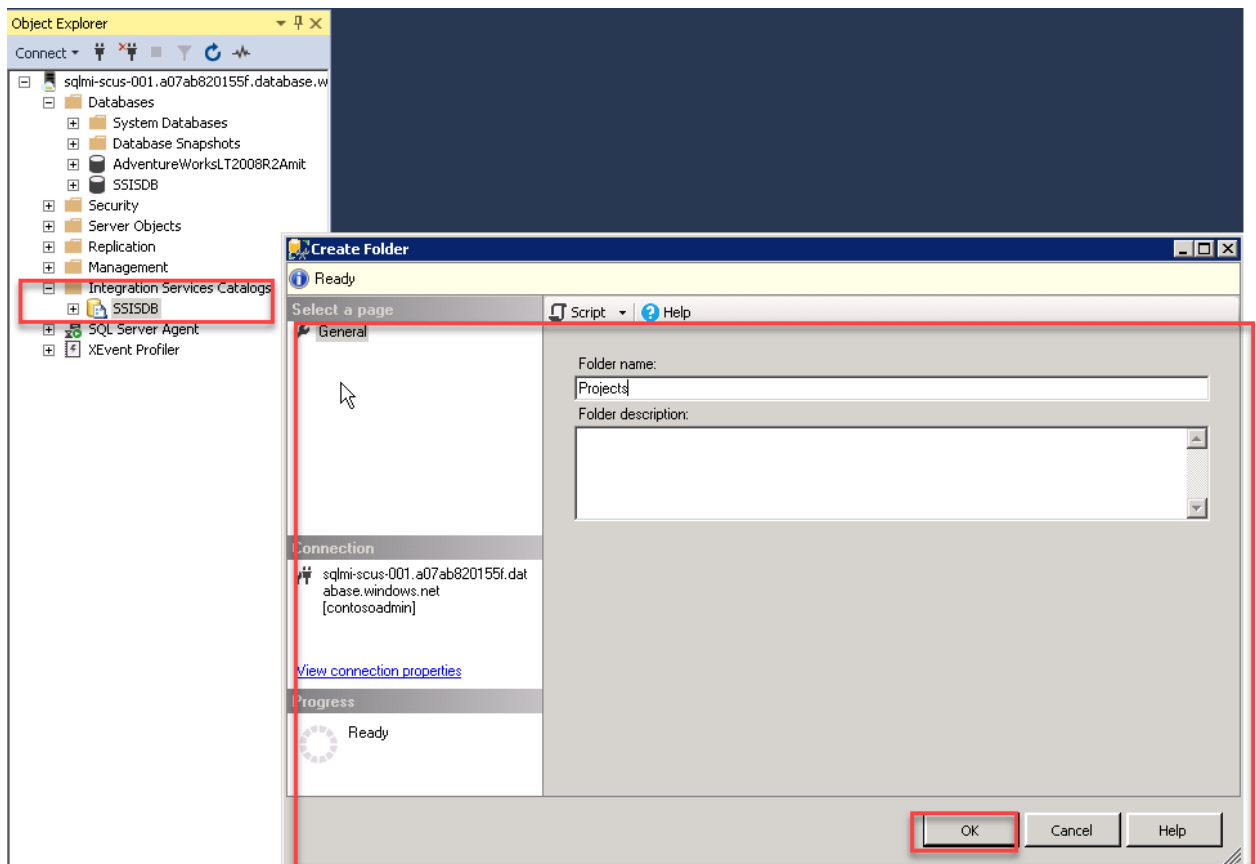 Object Explorer
Connect
sqlmi-scus-001.a07ab820155f.database.w
Databases
System Databases
Database Snapshots
AdventureWorksLT2008R2Amit
SSISDB
Security
Server Objects
Replication
Management
Integration Services Catalogs
SSISDB
SQL Server Agent
XEvent Profiler
Create Folder
Ready
Select a page
General
Script
Help
Folder name:
Projects
Folder description:
Connection
sqlmi-scus-001.a07ab820155f.dat
abase.windows.net
[contosoadmin]
View connection properties
Progress
Ready
OK
Cancel
Help